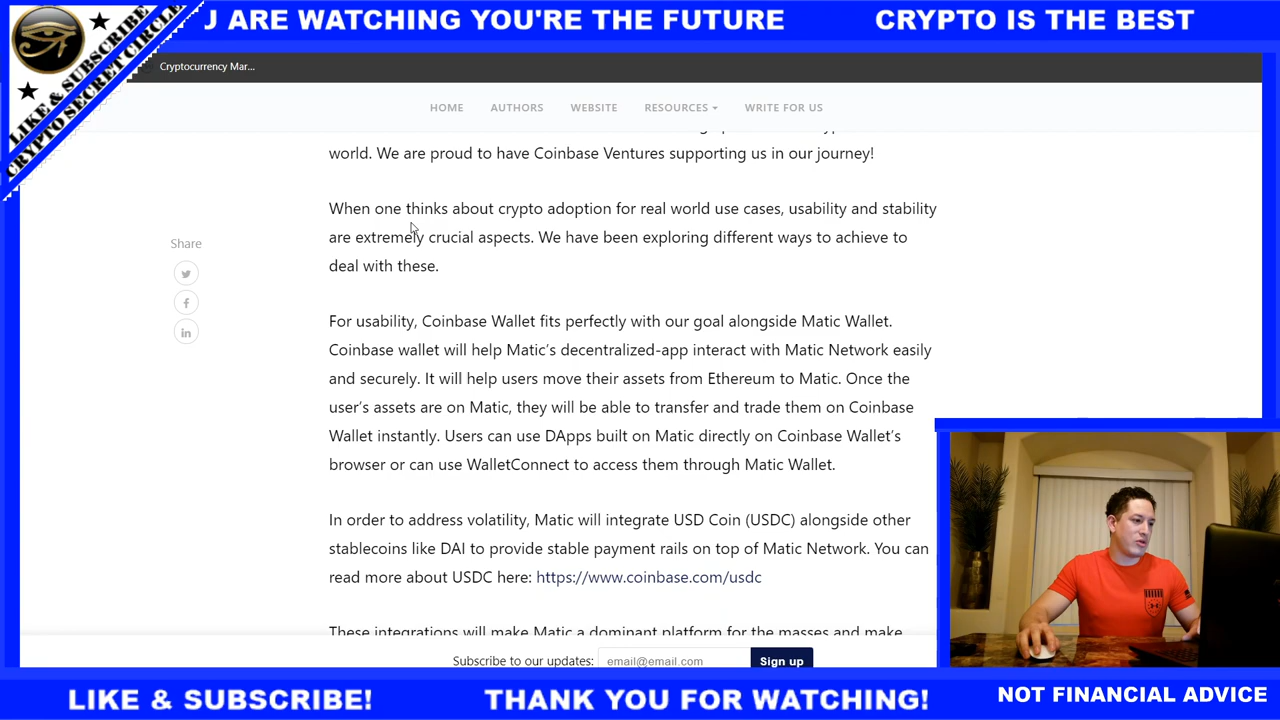 U ARE WATCHING YOU'RE THE FUTURE CRYPTO IS THE BEST
LIKE & SUBSCRIBE
CRYPTO SECRET CIRCLE
Cryptocurrency Mar...
HOME AUTHORS WEBSITE RESOURCES WRITE FOR US
world. We are proud to have Coinbase Ventures supporting us in our journey!
When one thinks about crypto adoption for real world use cases, usability and stability
are extremely crucial aspects. We have been exploring different ways to achieve to
deal with these.
Share
For usability, Coinbase Wallet fits perfectly with our goal alongside Matic Wallet.
Coinbase wallet will help Matic’s decentralized-app interact with Matic Network easily
and securely. It will help users move their assets from Ethereum to Matic. Once the
user’s assets are on Matic, they will be able to transfer and trade them on Coinbase
Wallet instantly. Users can use DApps built on Matic directly on Coinbase Wallet’s
browser or can use WalletConnect to access them through Matic Wallet.
In order to address volatility, Matic will integrate USD Coin (USDC) alongside other
stablecoins like DAI to provide stable payment rails on top of Matic Network. You can
read more about USDC here: https://www.coinbase.com/usdc
These integrations will make Matic a dominant platform for the masses and make
Subscribe to our updates: email@email.com Sign up
LIKE & SUBSCRIBE! THANK YOU FOR WATCHING! NOT FINANCIAL ADVICE